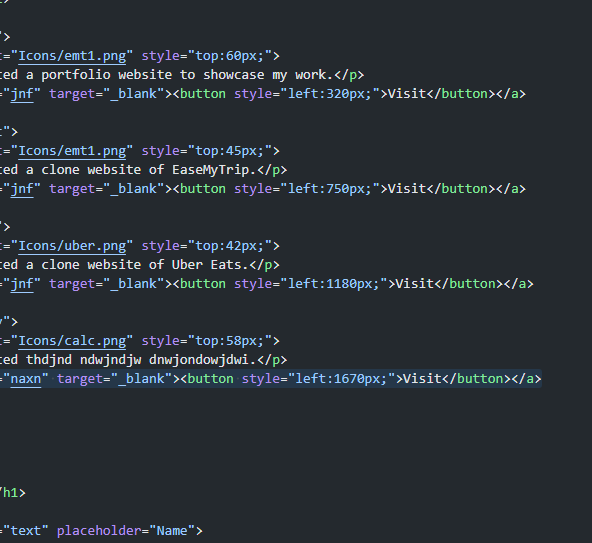 ">
="Icons/emt1.png" style="top:60px;">
ted a portfolio website to showcase my work.</p>
="jnf" target="_blank"><button style="left:320px;">Visit</button></a>
t">
="Icons/emt1.png" style="top:45px;">
ted a clone website of EaseMyTrip.</p>
="jnf" target="_blank"><button style="left:750px;">Visit</button></a>
">
="Icons/uber.png" style="top:42px;">
ted a clone website of Uber Eats.</p>
="jnf" target="_blank"><button style="left:1180px;">Visit</button></a>
">
="Icons/calc.png" style="top:58px;">
ted thdjnd ndwjndjw dnwjondowjdwi.</p>
="naxn" target="_blank"><button style="left:1670px;">Visit</button></a>
/h1>
="text" placeholder="Name">